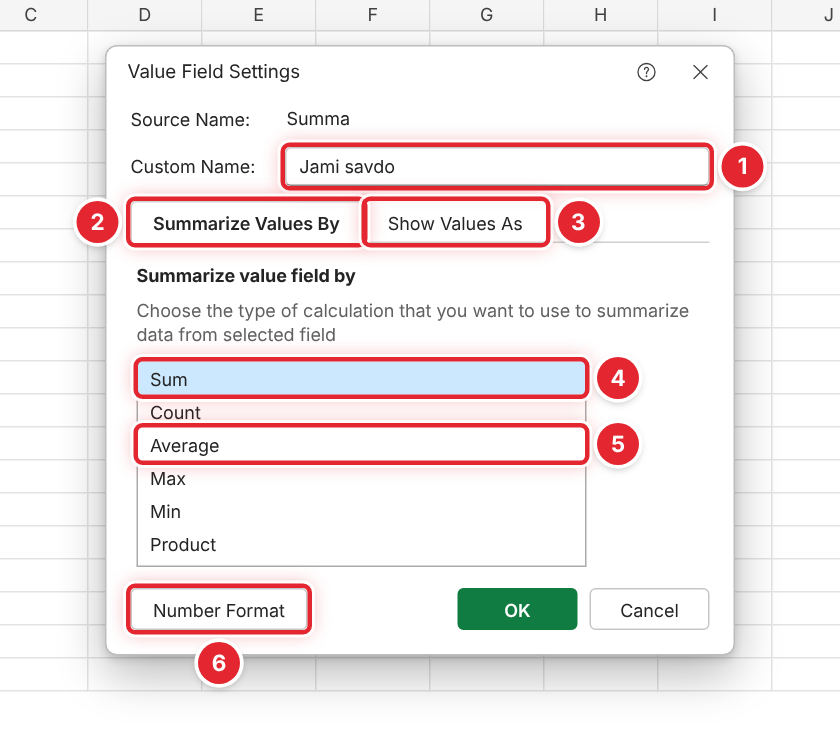 C D E F G H I J
Value Field Settings
Source Name: Summa
Custom Name: Jami savdo 1
2 Summarize Values By Show Values As 3
Summarize value field by
Choose the type of calculation that you want to use to summarize
data from selected field
Sum 4
Count
Average 5
Max
Min
Product
Number Format OK Cancel
6